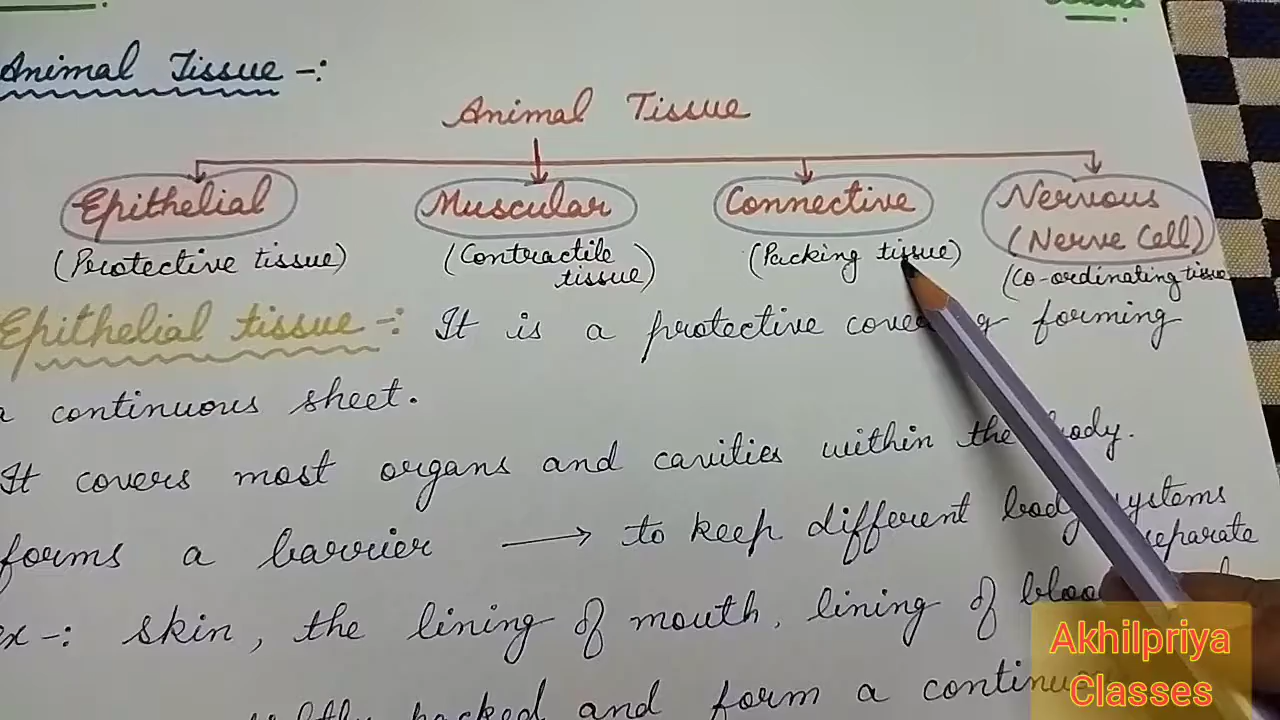 Animal Tissue -:
Animal Tissue
Epithelial Muscular Connective Nervous
(Nerve Cell)
(Protective tissue) (Contractile tissue) (Packing tissue) (Co-ordinating tissue
Epithelial tissue -: It is a protective forming
a continuous sheet.
It covers most organs and cavities within the body.
forms a barrier → to keep different body systems
separate
ex -: skin, the lining of mouth, lining of
packed and form a
Akhilpriya
Classes